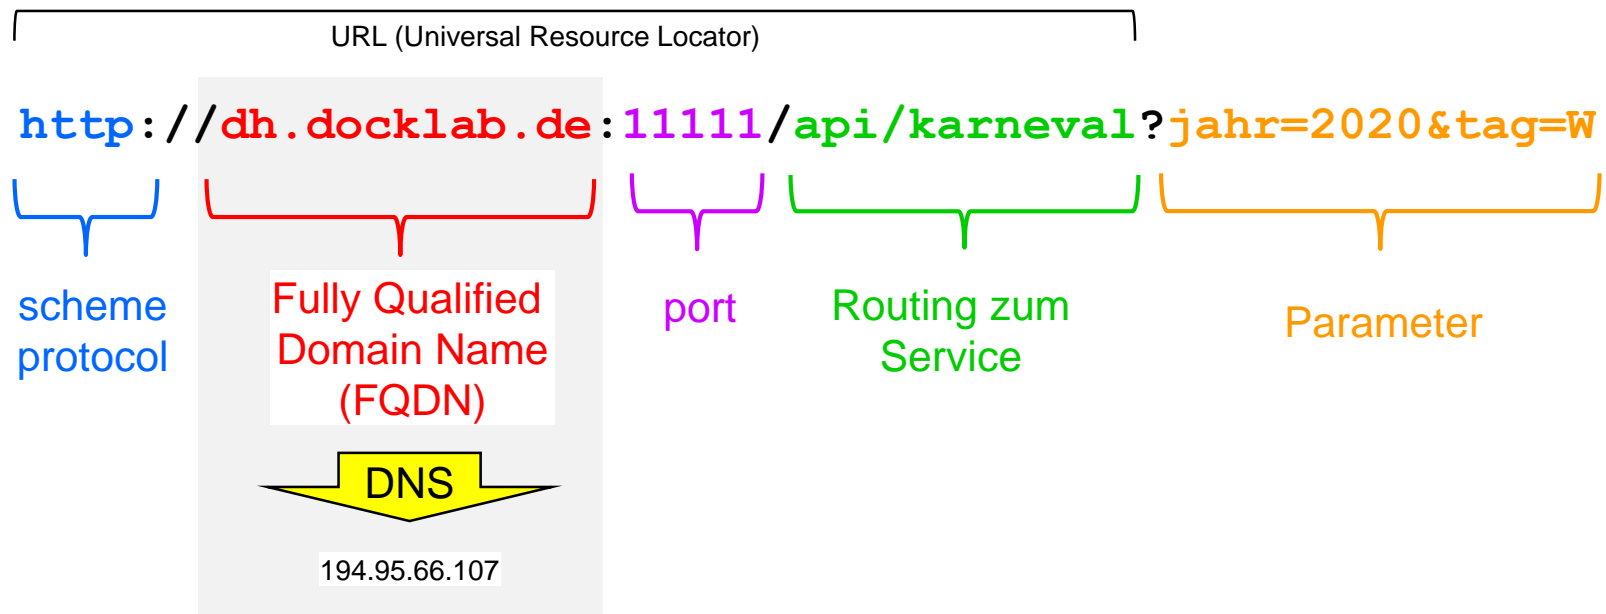 URL (Universal Resource Locator)
http://dh.docklab.de:11111/api/karneval?jahr=2020&tag=W
scheme
protocol
Fully Qualified
Domain Name
(FQDN)
port
Routing zum
Service
Parameter
DNS
194.95.66.107